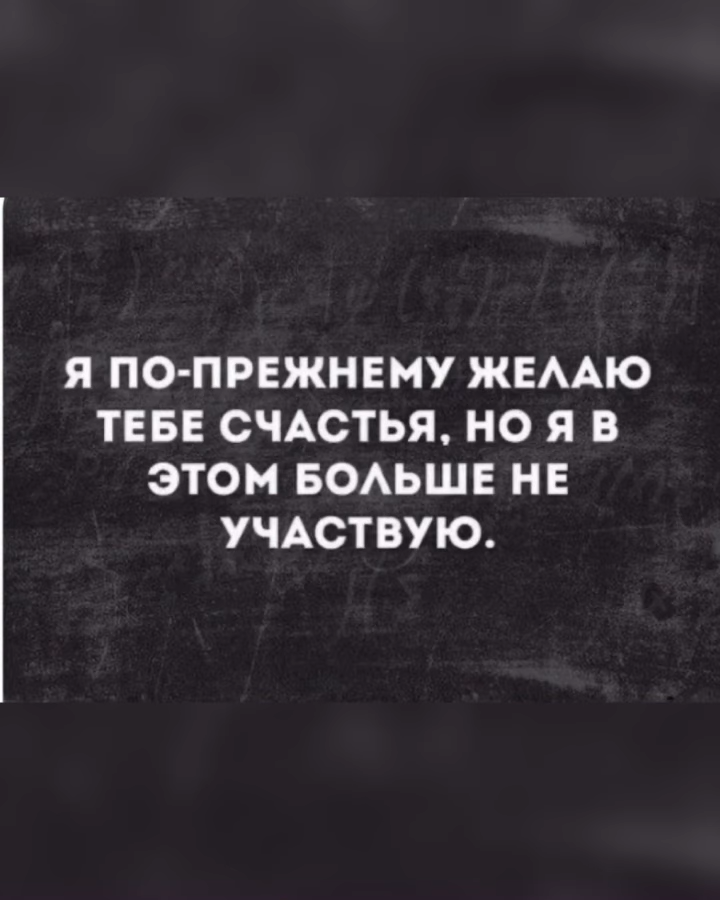 Я ПО-ПРЕЖНЕМУ ЖЕЛАЮ
ТЕБЕ СЧАСТЬЯ, НО Я В
ЭТОМ БОЛЬШЕ НЕ
УЧАСТВУЮ.